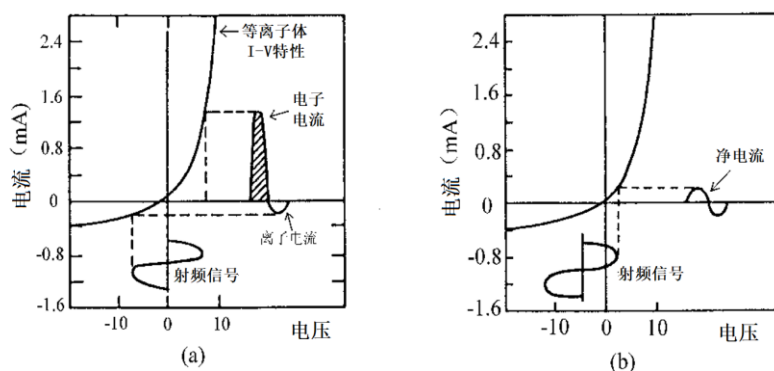 2.4
1.6
0.8
0
-0.8
-1.6
电流（mA）
等离子体
I-V特性
电子
电流
离子电流
射频信号
-10
0
10
电压
(a)
2.4
1.6
0.8
0
-0.8
-1.6
电流（mA）
净电流
射频信号
-10
0
10
电压
(b)